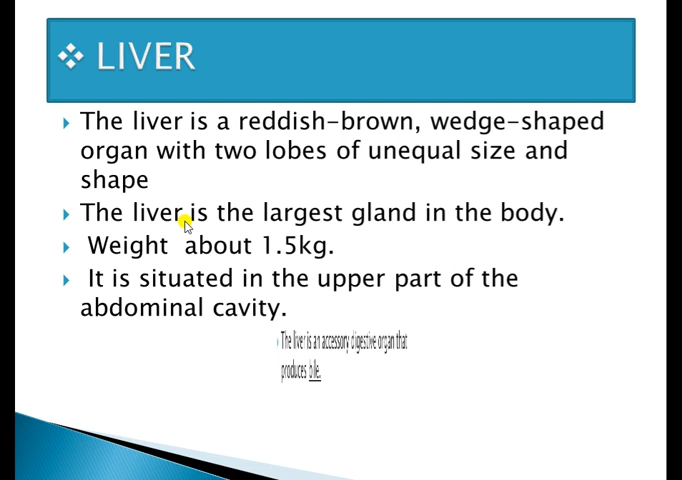 LIVER
The liver is a reddish-brown, wedge-shaped
organ with two lobes of unequal size and
shape
The liver is the largest gland in the body.
Weight about 1.5kg.
It is situated in the upper part of the
abdominal cavity.
The liver is an accessory digestive organ that
produces bile.